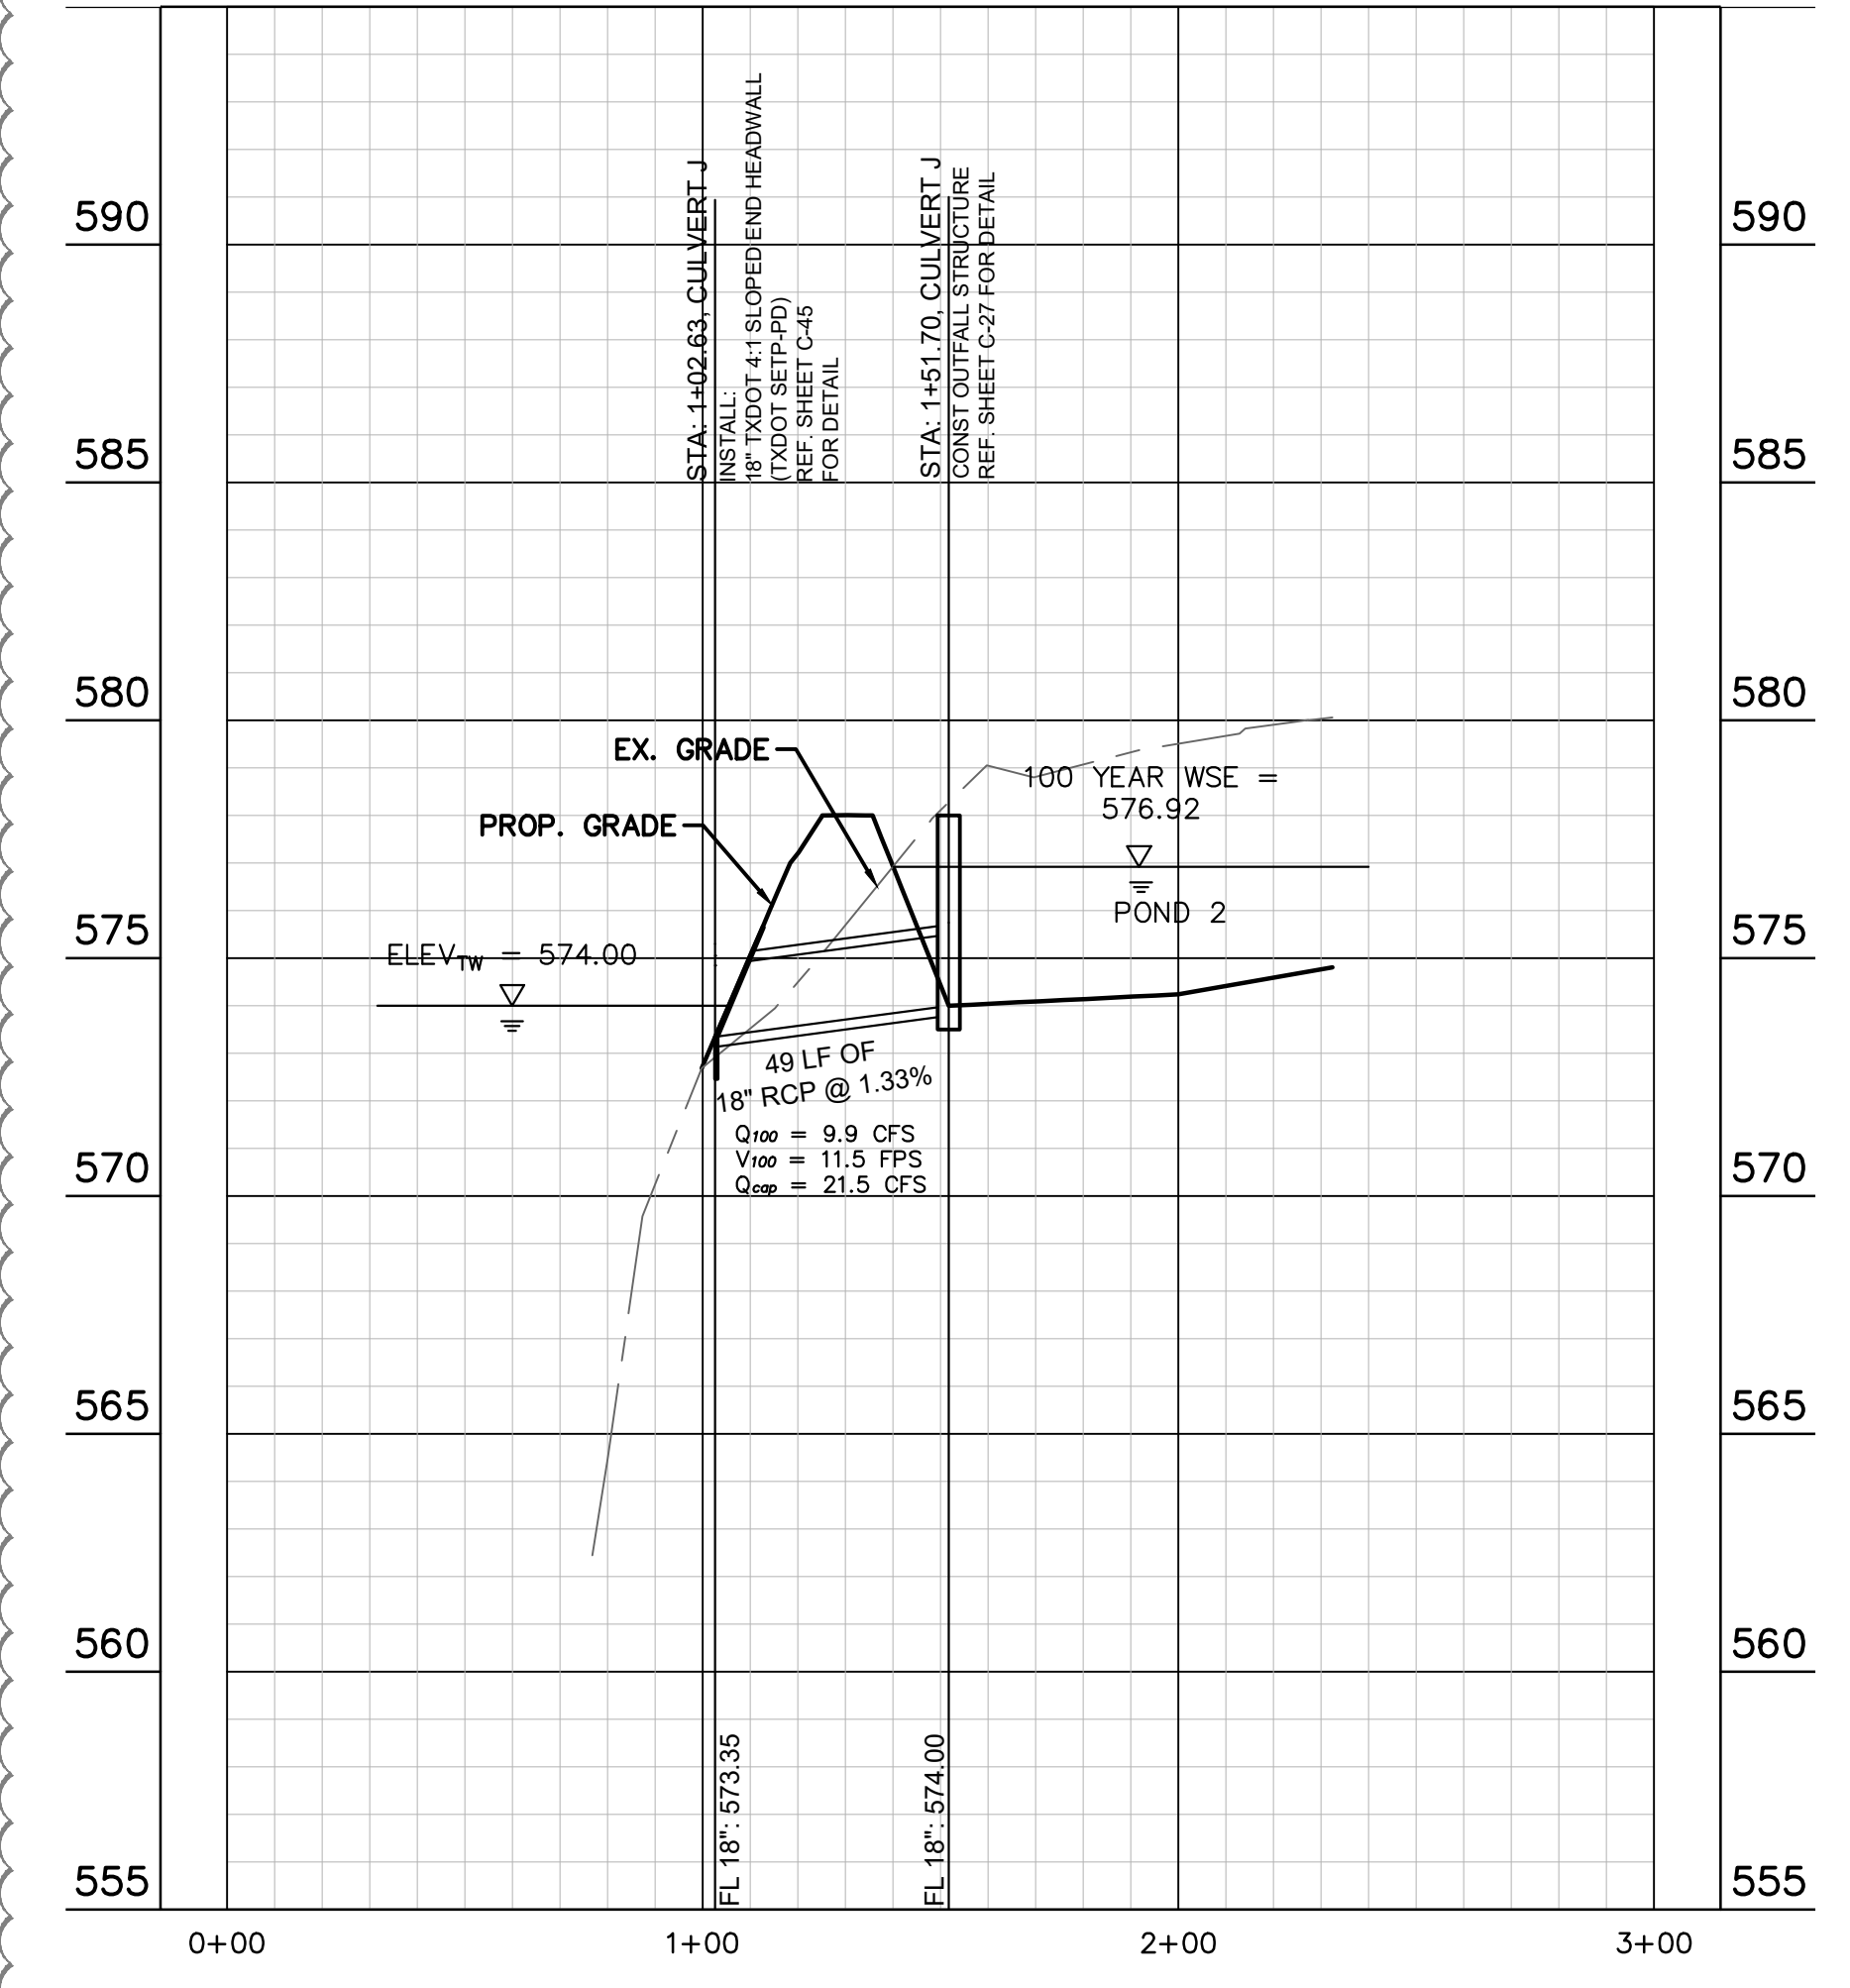 STA: 1+02.63, CULVERT J
INSTALL:
18" TXDOT 4:1 SLOPED END HEADWALL
(TXDOT SETP-PD)
REF. SHEET C-45
FOR DETAIL
STA: 1+51.70, CULVERT J
CONST OUTFALL STRUCTURE
REF. SHEET C-27 FOR DETAIL
590
590
585
585
580
580
EX. GRADE
100 YEAR WSE =
576.92
PROP. GRADE
POND 2
575
575
ELEVTW = 574.00
49 LF OF
18" RCP @ 1.33%
Q100 = 9.9 CFS
V100 = 11.5 FPS
Qcap = 21.5 CFS
570
570
565
565
560
560
FL 18": 573.35
FL 18": 574.00
555
555
0+00
1+00
2+00
3+00